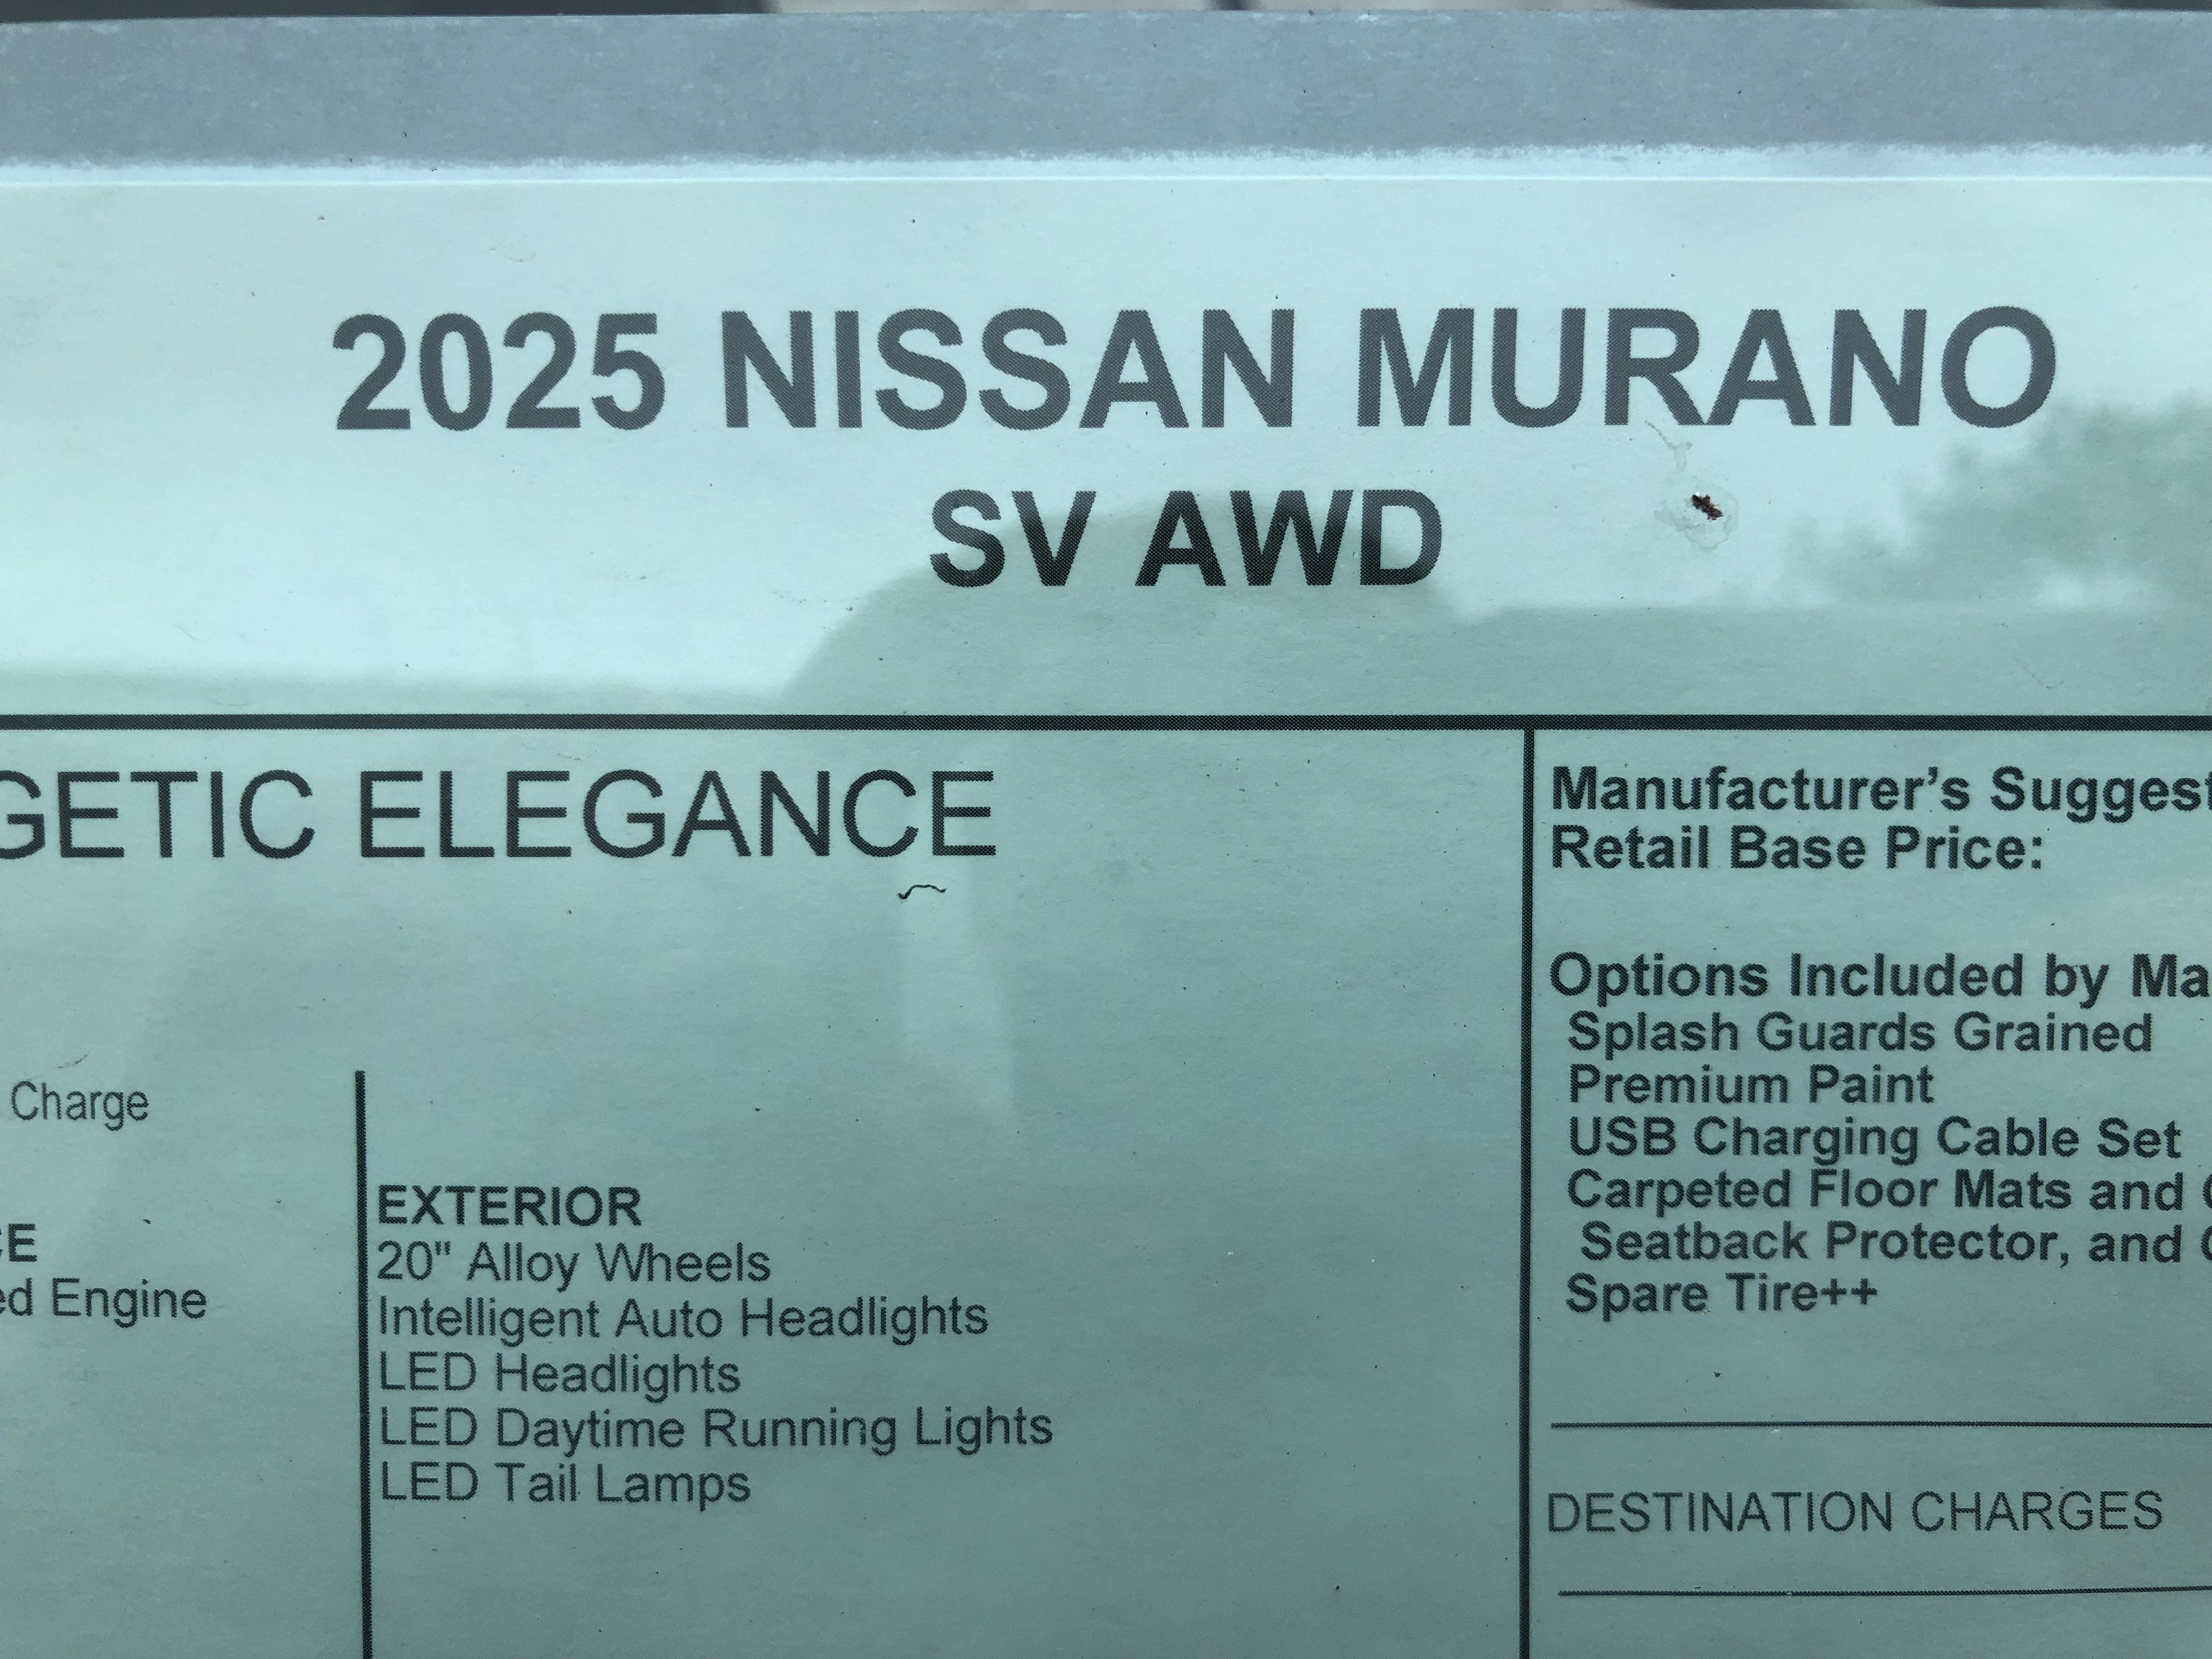 2025 NISSAN MURANO
SV AWD
GETIC ELEGANCE
Charge
CE
ed Engine
EXTERIOR
20" Alloy Wheels
Intelligent Auto Headlights
LED Headlights
LED Daytime Running Lights
LED Tail Lamps
Manufacturer's Suggest
Retail Base Price:
Options Included by Ma
Splash Guards Grained
Premium Paint
USB Charging Cable Set
Carpeted Floor Mats and
Seatback Protector, and
Spare Tire++
DESTINATION CHARGES